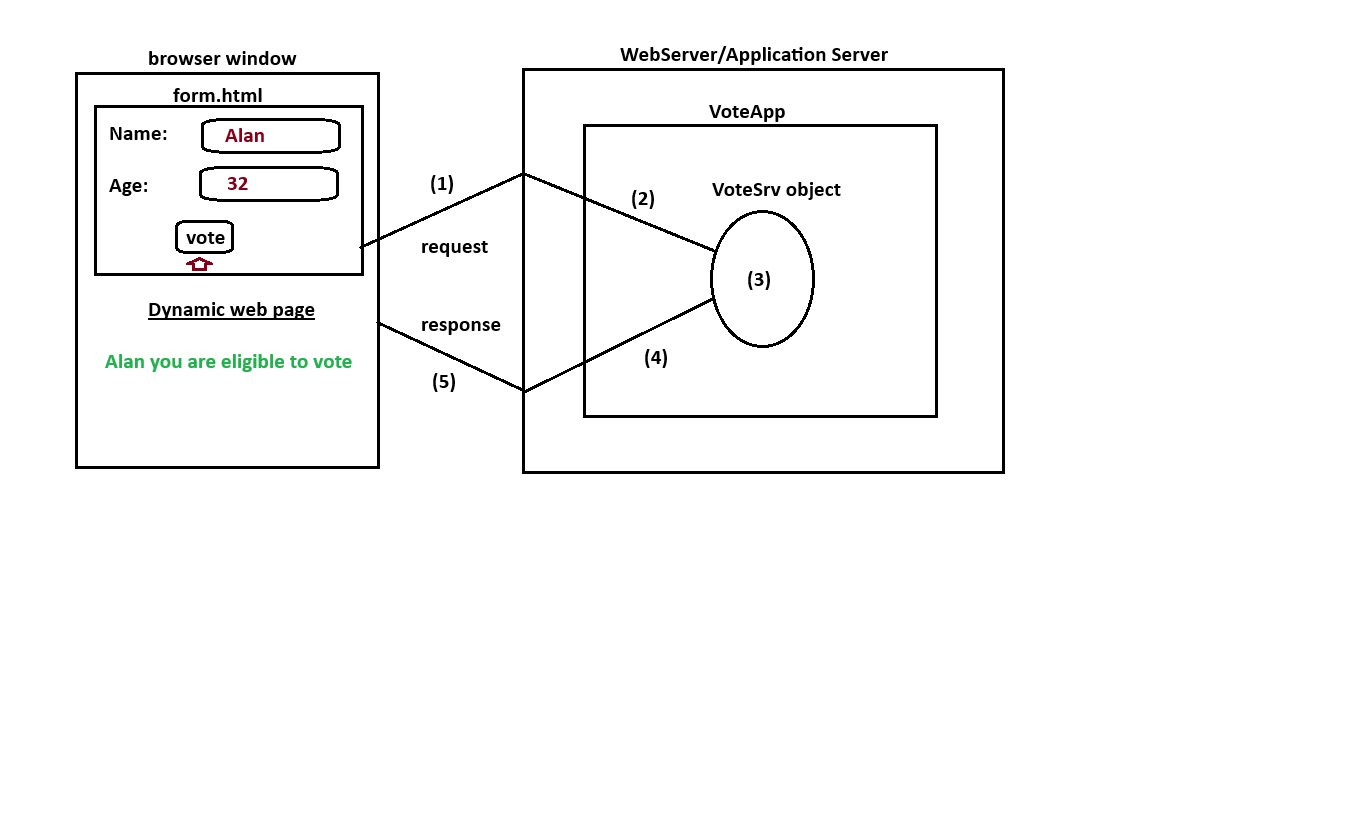 browser window
form.html
Name: Alan
Age: 32
vote
Dynamic web page
Alan you are eligible to vote
(1)
request
response
(5)
WebServer/Application Server
VoteApp
VoteSrv object
(2)
(3)
(4)